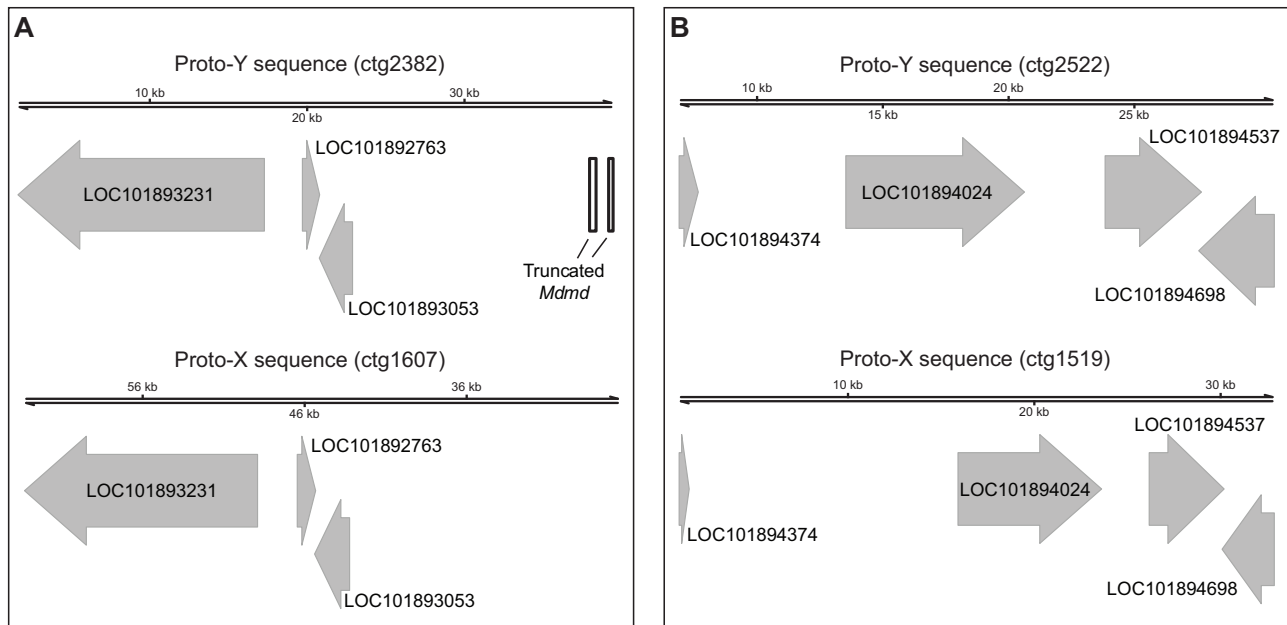 A
Proto-Y sequence (ctg2382)
10 kb
30 kb
20 kb
LOC101892763
LOC101893231
Truncated
Mdmd
LOC101893053
Proto-X sequence (ctg1607)
56 kb
36 kb
46 kb
LOC101892763
LOC101893231
LOC101893053
B
Proto-Y sequence (ctg2522)
10 kb
20 kb
15 kb
25 kb
LOC101894537
LOC101894024
LOC101894374
LOC101894698
Proto-X sequence (ctg1519)
10 kb
30 kb
20 kb
LOC101894537
LOC101894024
LOC101894374
LOC101894698